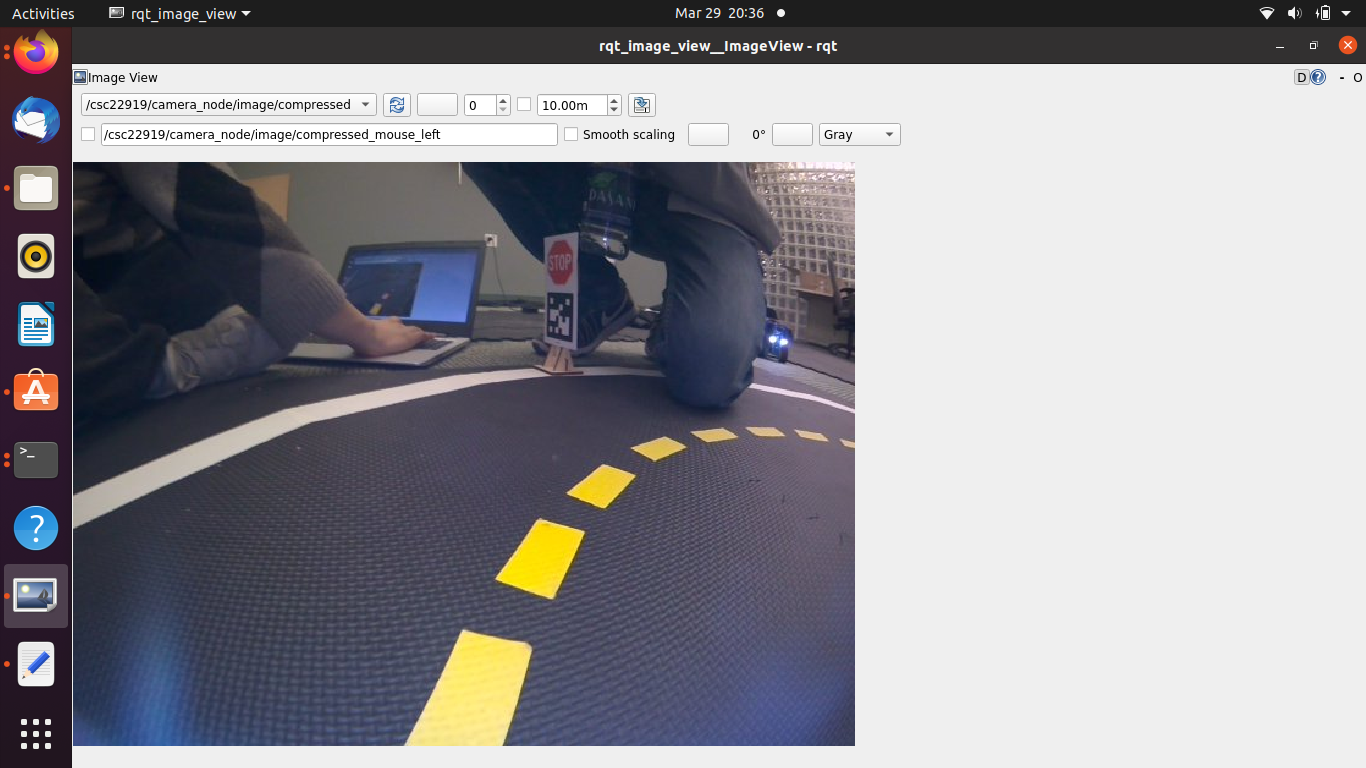 Activities rqt_image_view Mar 29 20:36
rqt_image_view__ImageView - rqt
Image View D ? - O
/csc22919/camera_node/image/compressed 0 10.00m
/csc22919/camera_node/image/compressed_mouse_left Smooth scaling 0° Gray
DASANI
STOP
>_
?